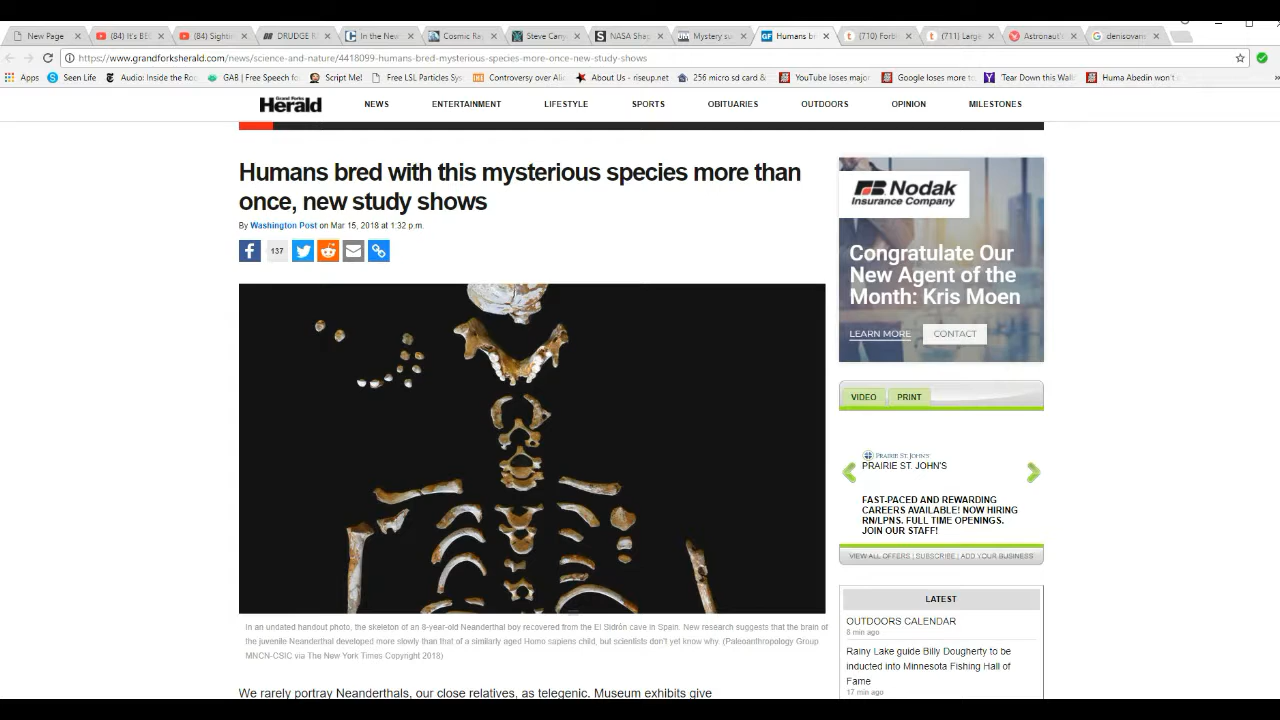 New Page
(84) It's BE
(84) Sightin
DRUDGE R
In the New
Cosmic Re
Steve Cany
NASA Shap
Mystery su
Humans br
(710) Forbi
(711) Large
Astronaut's
denisovan
https://www.grandforksherald.com/news/science-and-nature/4418099-humans-bred-mysterious-species-more-once-new-study-shows
Apps
Seen Life
Audio: Inside the Ro
GAB | Free Speech fo
Script Me!
Free LSL Particles Sys
Controversy over Ali
About Us - riseup.net
256 micro sd card &
YouTube loses major
Google loses more te
Tear Down this Wall
Huma Abedin won't
Grand Forks
Herald
NEWS
ENTERTAINMENT
LIFESTYLE
SPORTS
OBITUARIES
OUTDOORS
OPINION
MILESTONES
Humans bred with this mysterious species more than
once, new study shows
By Washington Post on Mar 15, 2018 at 1:32 p.m.
137
In an undated handout photo, the skeleton of an 8-year-old Neanderthal boy recovered from the El Sidrón cave in Spain. New research suggests that the brain of
the juvenile Neanderthal developed more slowly than that of a similarly aged Homo sapiens child, but scientists don't yet know why. (Paleoanthropology Group
MNCN-CSIC via The New York Times Copyright 2018)
We rarely portray Neanderthals, our close relatives, as telegenic. Museum exhibits give
Nodak
Insurance Company
Congratulate Our
New Agent of the
Month: Kris Moen
LEARN MORE
CONTACT
VIDEO
PRINT
PRAIRIE ST. JOHN'S
PRAIRIE ST. JOHN'S
FAST-PACED AND REWARDING
CAREERS AVAILABLE! NOW HIRING
RN/LPNS. FULL TIME OPENINGS.
JOIN OUR STAFF!
VIEW ALL OFFERS | SUBSCRIBE | ADD YOUR BUSINESS
LATEST
OUTDOORS CALENDAR
8 min ago
Rainy Lake guide Billy Dougherty to be
inducted into Minnesota Fishing Hall of
Fame
17 min ago